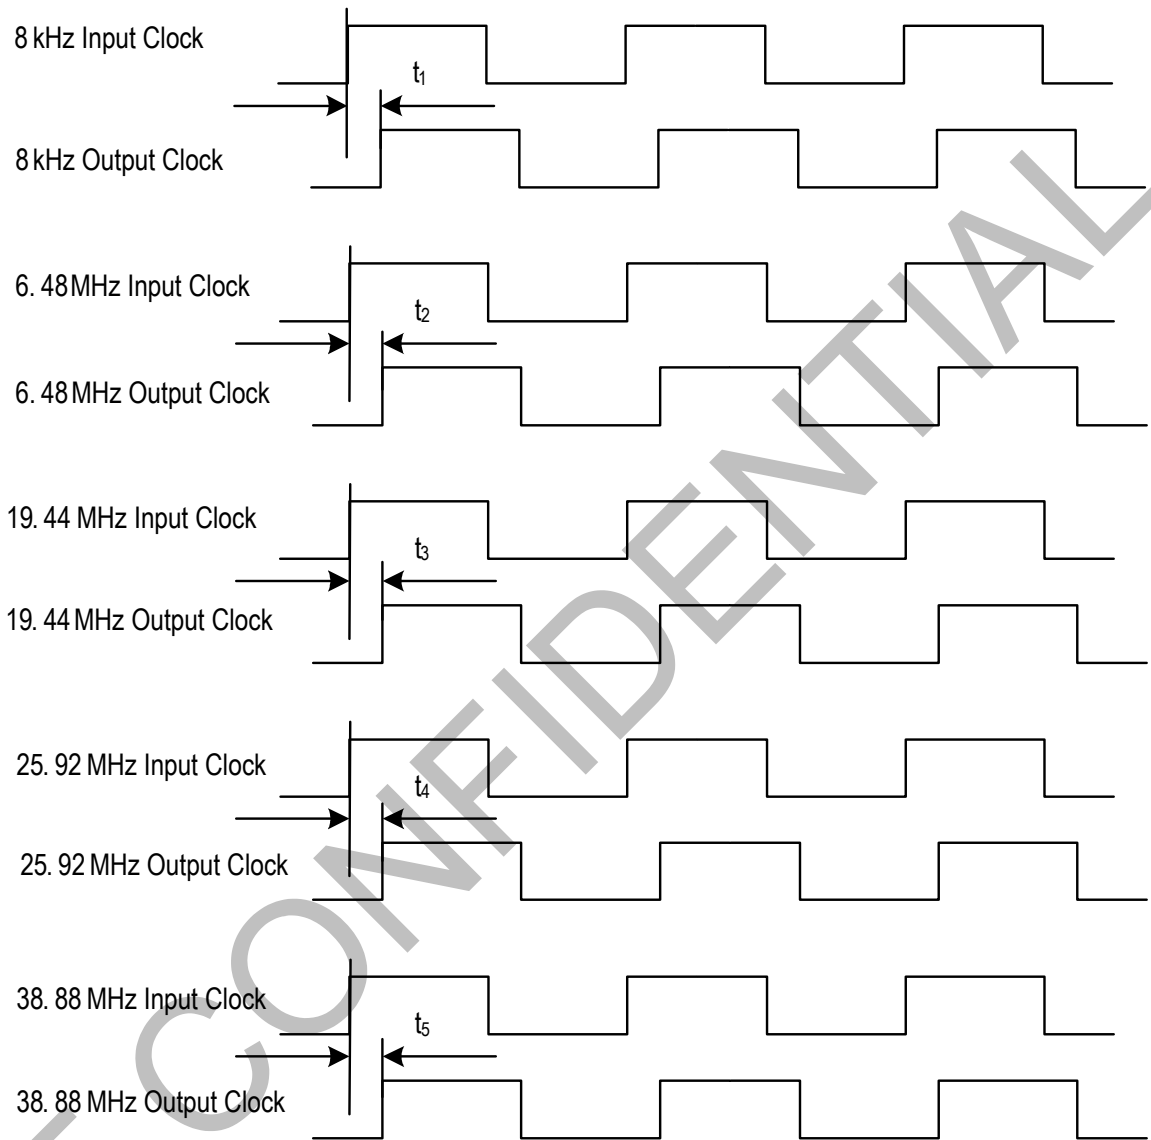 8 kHz Input Clock
t1
8 kHz Output Clock
6. 48 MHz Input Clock
t2
6. 48 MHz Output Clock
19. 44 MHz Input Clock
t3
19. 44 MHz Output Clock
25. 92 MHz Input Clock
t4
25. 92 MHz Output Clock
38. 88 MHz Input Clock
t5
38. 88 MHz Output Clock
CONFIDENTIAL